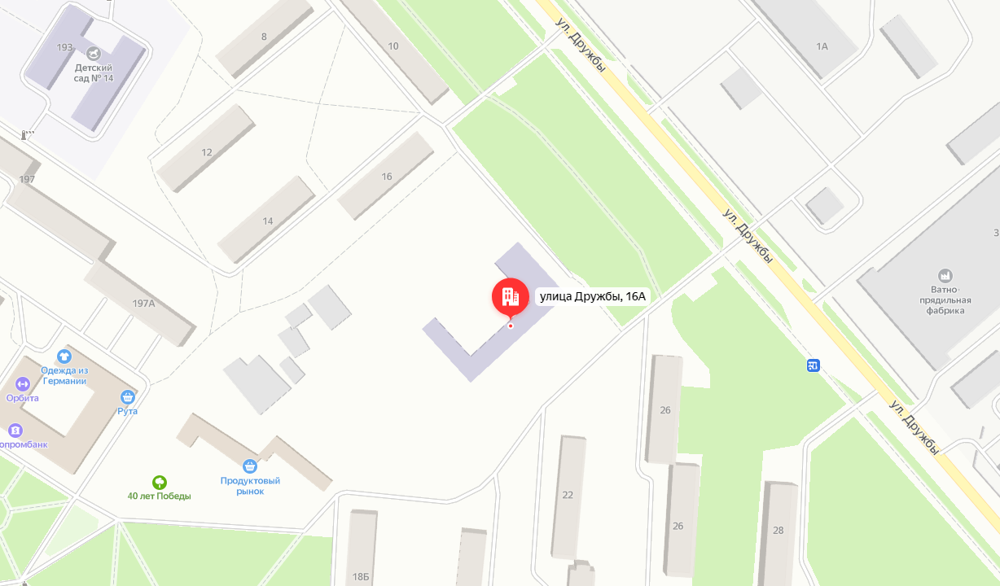 ул. Дружбы
8
10
193
Детский
сад № 14
1А
12
16
197
14
ул. Дружбы
3
улица Дружбы, 16А
Ватно-
прядильная
фабрика
197А
Одежда из
Германии
Орбита
Рута
26
ул. Дружбы
опромбанк
Продуктовый
рынок
40 лет Победы
22
26
28
18Б